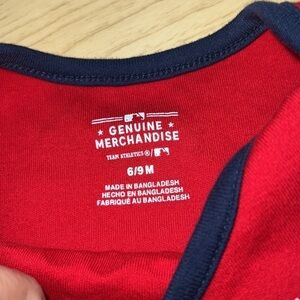 GENUINE
MERCHANDISE
TEAM ATHLETICS ® /
6/9 M
MADE IN BANGLADESH
HECHO EN BANGLADESH
FABRIQUÉ AU BANGLADESH